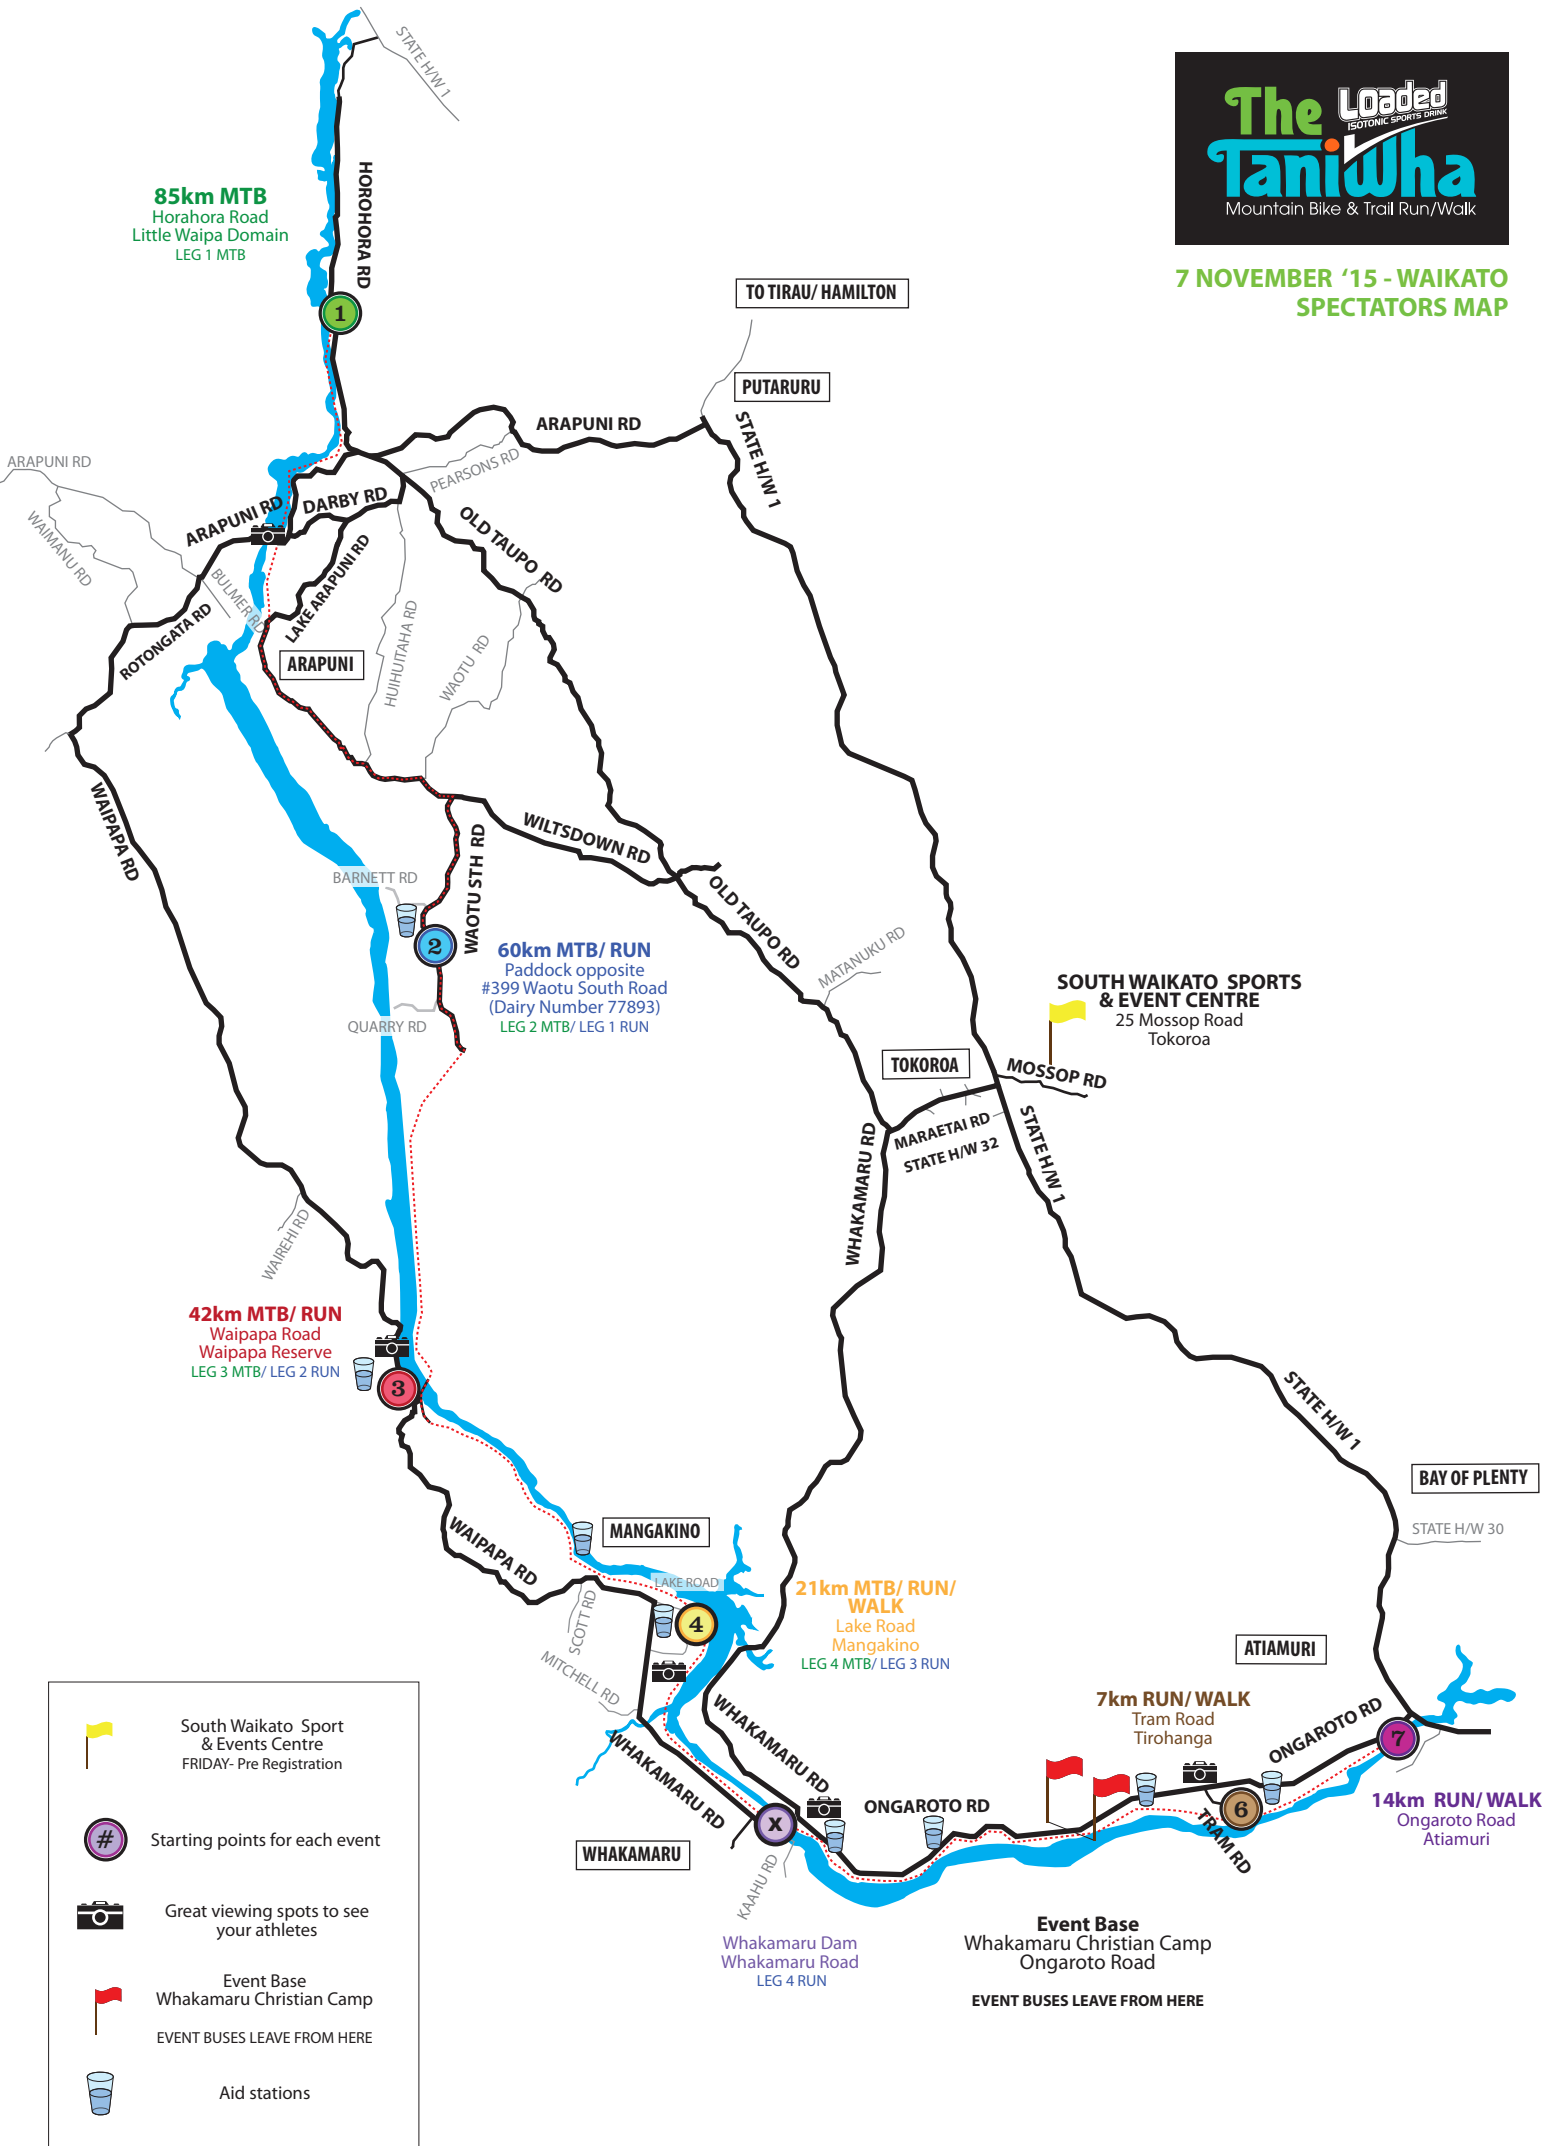 The Loaded
ISOTONIC SPORTS DRINK
Taniwha
Mountain Bike & Trail Run/Walk
7 NOVEMBER ‘15 - WAIKATO
SPECTATORS MAP
STATE H/W 1
HOROHORA RD
85km MTB
Horahora Road
Little Waipa Domain
LEG 1 MTB
1
TO TIRAU/ HAMILTON
PUTARURU
ARAPUNI RD
STATE H/W 1
PEARSONS RD
ARAPUNI RD
WAIMANU RD
ARAPUNI RD
DARBY RD
OLD TAUPO RD
BULMER RD
LAKE ARAPUNI RD
ROTONGATA RD
ARAPUNI
HUIHUITAHA RD
WAOTU RD
WAIPAPA RD
WILTSDOWN RD
WAOTU STH RD
BARNETT RD
2
60km MTB/ RUN
Paddock opposite
#399 Waotu South Road
(Dairy Number 77893)
LEG 2 MTB/ LEG 1 RUN
QUARRY RD
OLD TAUPO RD
MATANUKU RD
SOUTH WAIKATO SPORTS
& EVENT CENTRE
25 Mossop Road
Tokoroa
TOKOROA
MOSSOP RD
MARAETAI RD
STATE H/W 32
STATE H/W 1
WHAKAMARU RD
WAIREHI RD
42km MTB/ RUN
Waipapa Road
Waipapa Reserve
LEG 3 MTB/ LEG 2 RUN
3
STATE H/W 1
BAY OF PLENTY
STATE H/W 30
WAIPAPA RD
MANGAKINO
LAKE ROAD
SCOTT RD
MITCHELL RD
4
21km MTB/ RUN/
WALK
Lake Road
Mangakino
LEG 4 MTB/ LEG 3 RUN
ATIAMURI
7km RUN/ WALK
Tram Road
Tirohanga
ONGAROTO RD
7
14km RUN/ WALK
Ongaroto Road
Atiamuri
WHAKAMARU RD
WHAKAMARU RD
ONGAROTO RD
6
TRAM RD
X
WHAKAMARU
KAAHU RD
Whakamaru Dam
Whakamaru Road
LEG 4 RUN
Event Base
Whakamaru Christian Camp
Ongaroto Road
EVENT BUSES LEAVE FROM HERE
South Waikato Sport
& Events Centre
FRIDAY- Pre Registration
#
Starting points for each event
Great viewing spots to see
your athletes
Event Base
Whakamaru Christian Camp
EVENT BUSES LEAVE FROM HERE
Aid stations